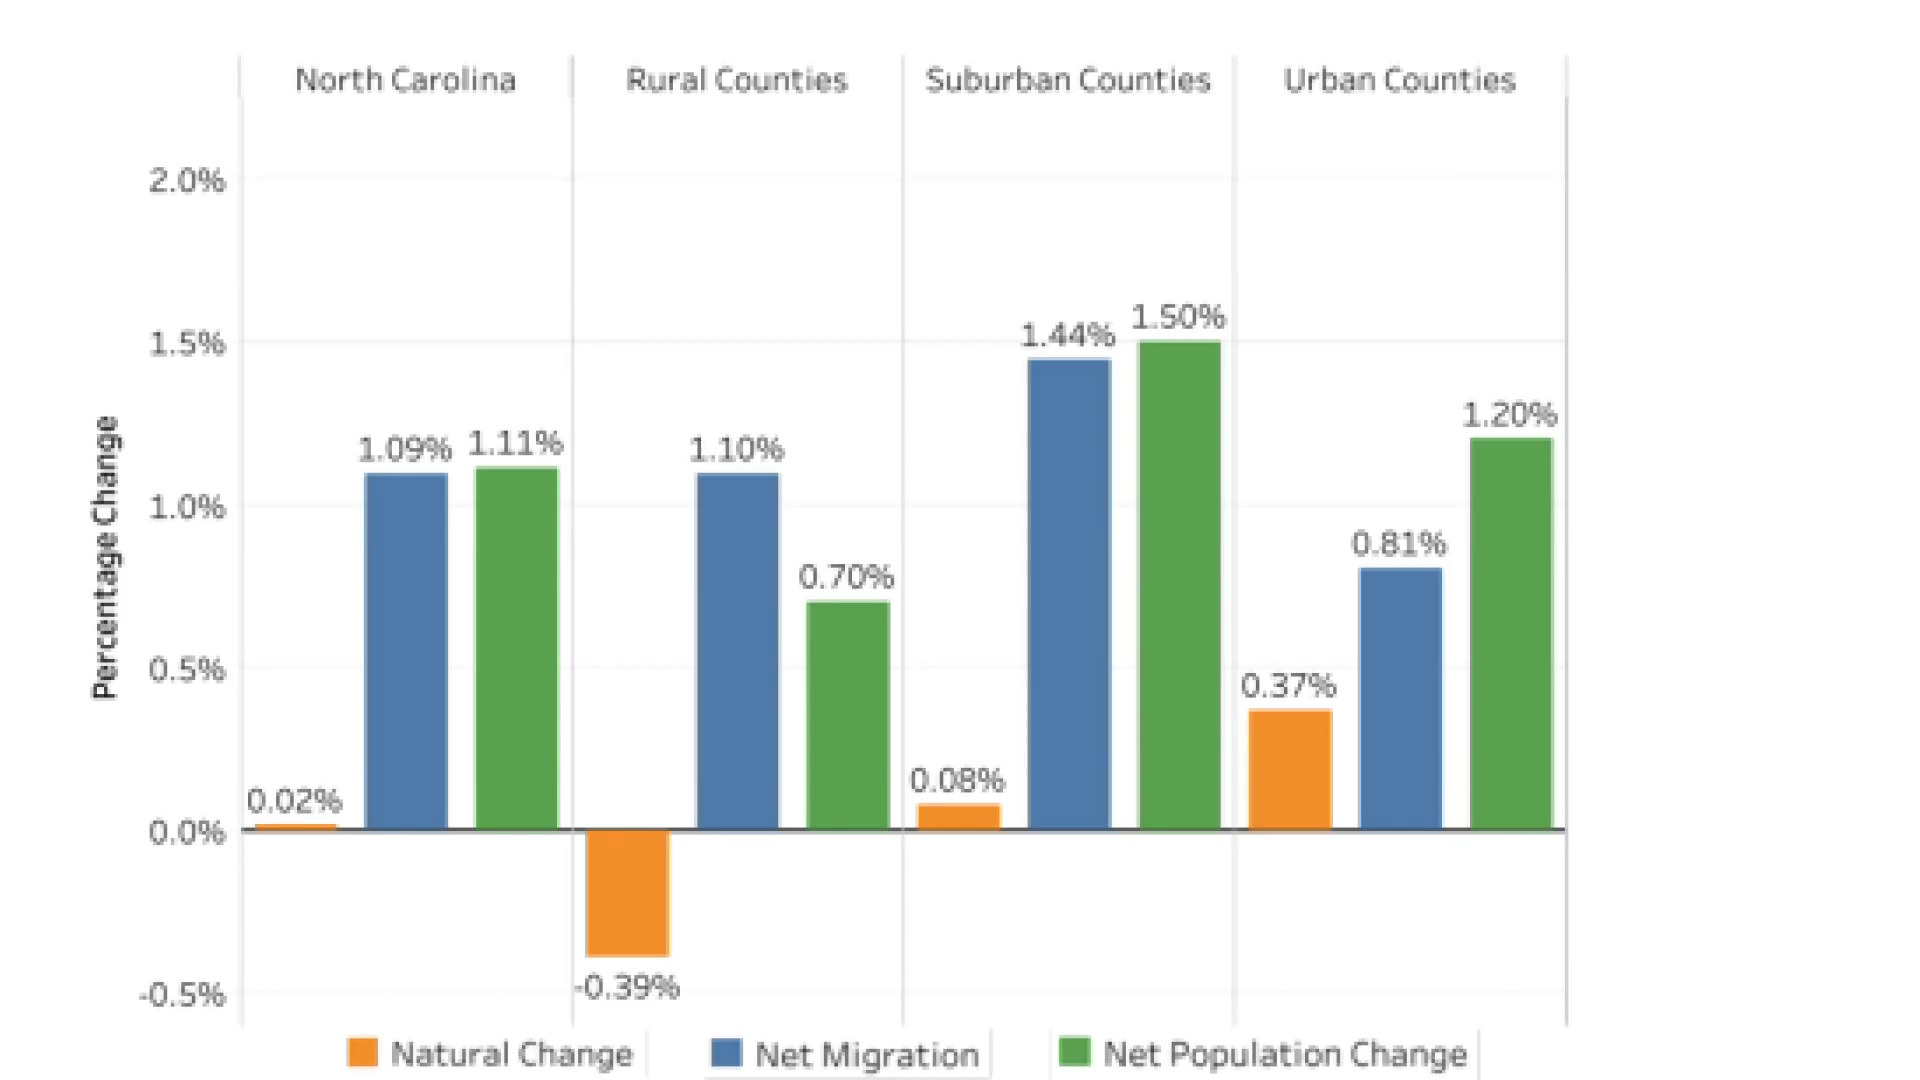 North Carolina Rural Counties Suburban Counties Urban Counties
2.0%
1.5%
1.0%
0.5%
0.0%
-0.5%
Percentage Change
0.02% 1.09% 1.11%
-0.39% 1.10% 0.70%
0.08% 1.44% 1.50%
0.37% 0.81% 1.20%
Natural Change Net Migration Net Population Change